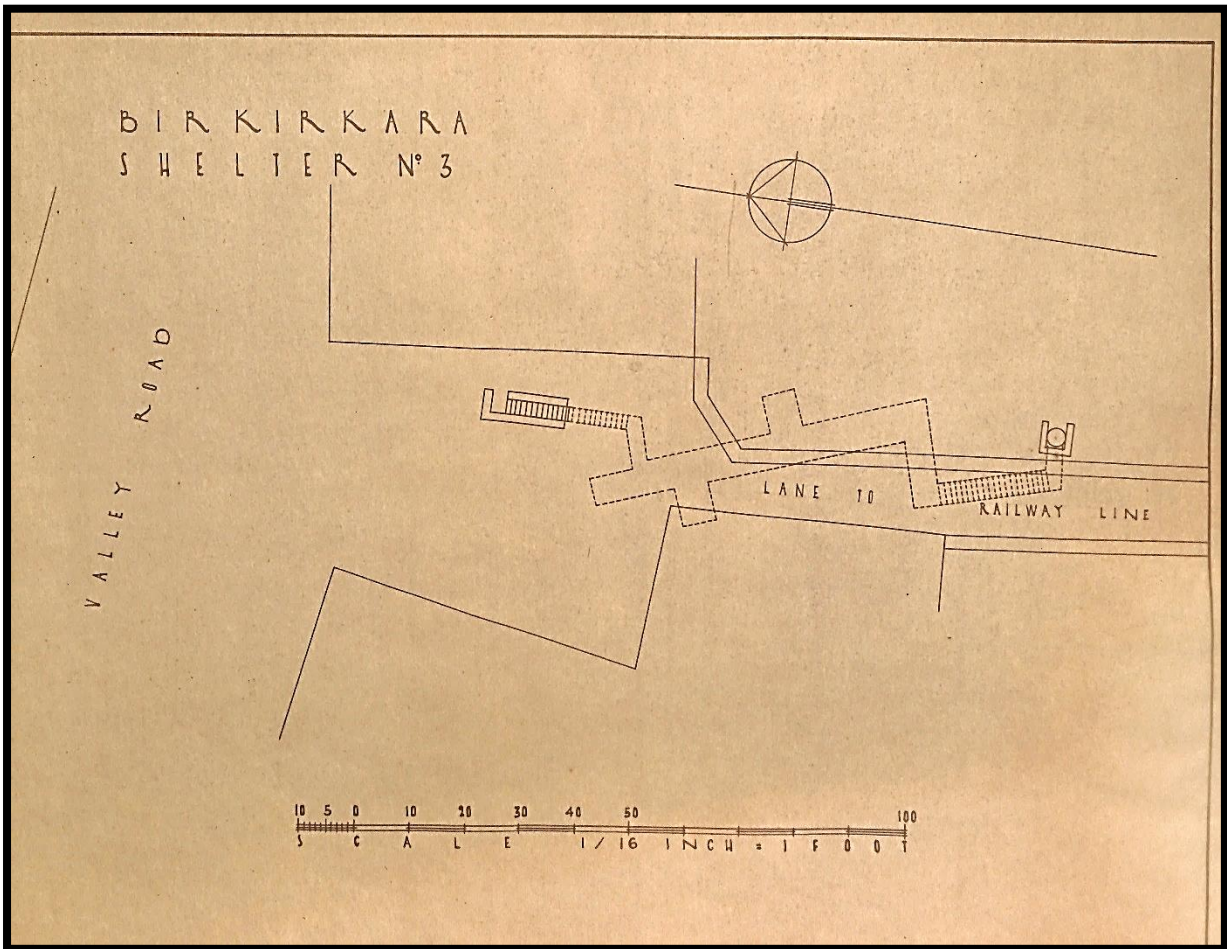 BIRKIRKARA
SHELTER Nº 3
VALLEY ROAD
LANE TO
RAILWAY LINE
10 5 0 10 20 30 40 50 100
SCALE 1/16 INCH = 1 FOOT